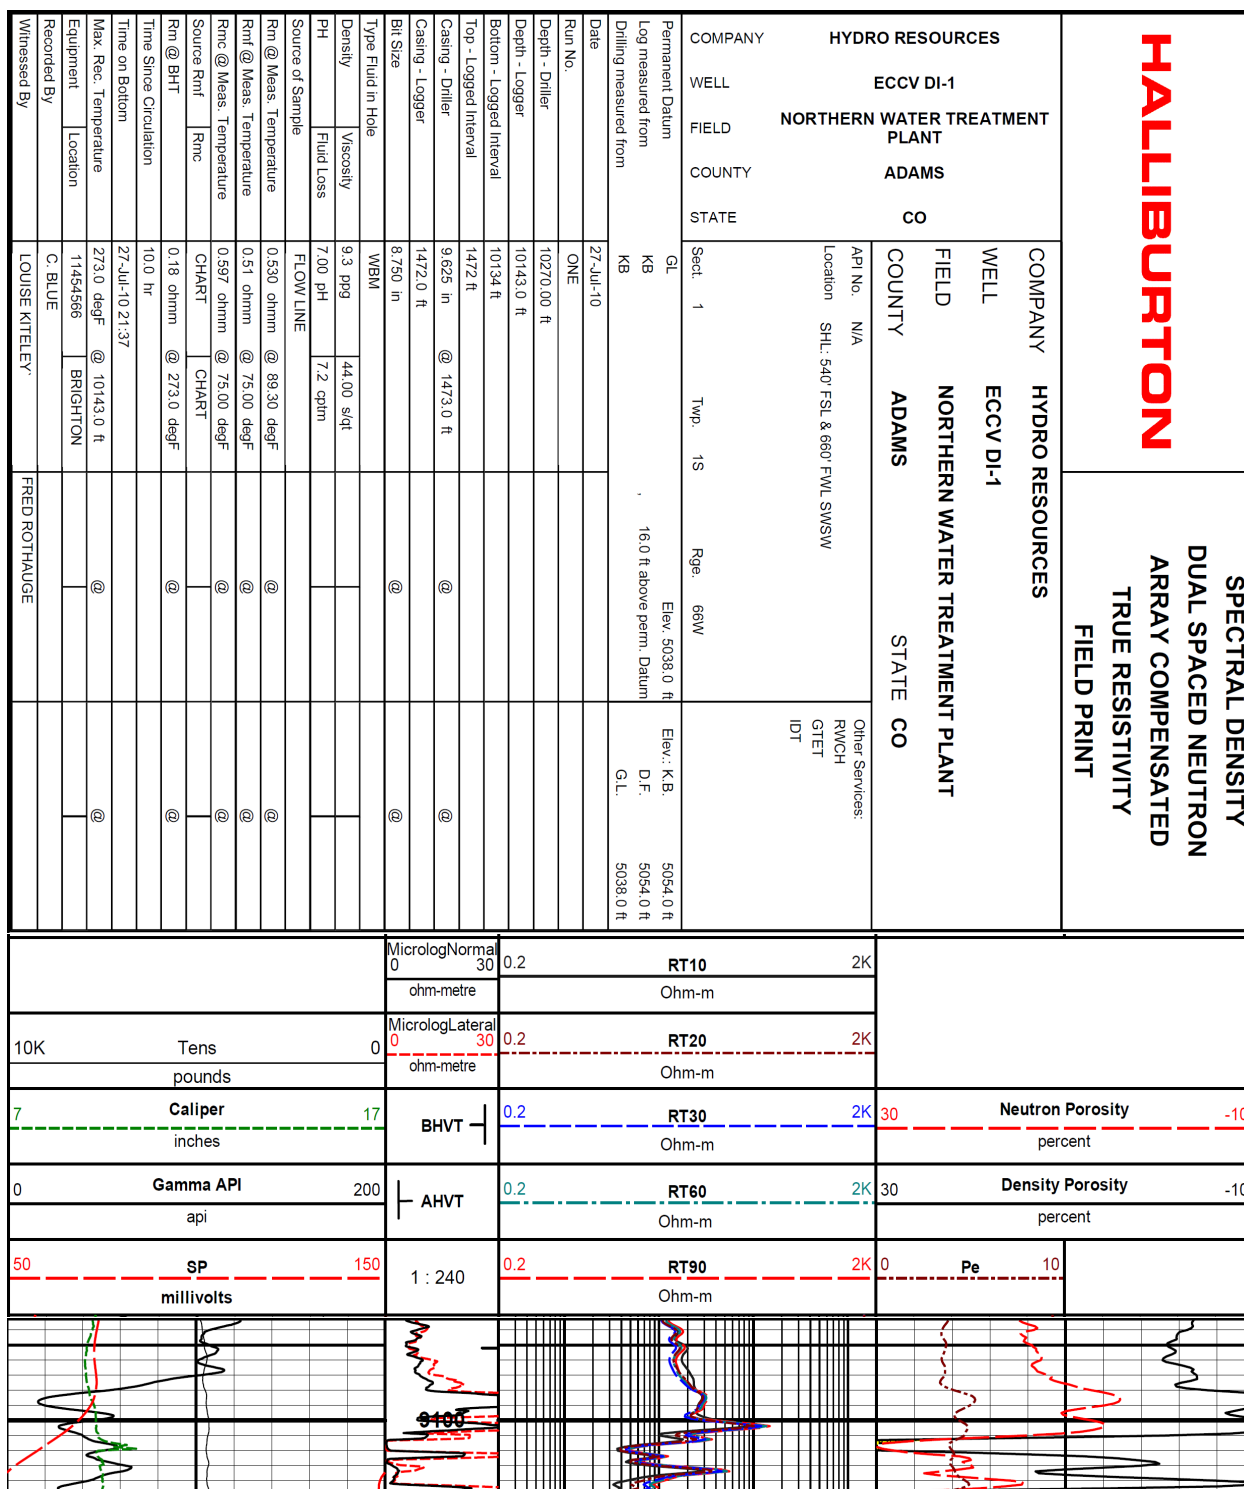 HALLIBURTON
SPECTRAL DENSITY
DUAL SPACED NEUTRON
ARRAY COMPENSATED
TRUE RESISTIVITY
FIELD PRINT
COMPANY HYDRO RESOURCES
WELL ECCV DI-1
FIELD NORTHERN WATER TREATMENT PLANT
COUNTY ADAMS STATE CO
COMPANY HYDRO RESOURCES
WELL ECCV DI-1
FIELD NORTHERN WATER TREATMENT
PLANT
COUNTY ADAMS
STATE CO
API No. N/A
Location SHL: 540' FSL & 660' FWL SWSW
Other Services:
RWCH
GTET
IDT
Sect. 1 Twp. 1S Rge. 66W
Permanent Datum GL Elev. 5038.0 ft Elev.: K.B. 5054.0 ft
Log measured from KB , 16.0 ft above perm. Datum D.F. 5054.0 ft
Drilling measured from KB G.L. 5038.0 ft
Date 27-Jul-10
Run No. ONE
Depth - Driller 10270.00 ft
Depth - Logger 10143.0 ft
Bottom - Logged Interval 10134 ft
Top - Logged Interval 1472 ft
Casing - Driller 9.625 in @ 1473.0 ft @ @
Casing - Logger 1472.0 ft
Bit Size 8.750 in @ @
Type Fluid in Hole WBM
Density Viscosity 9.3 ppg 44.00 s/qt
PH Fluid Loss 7.00 pH 7.2 cptm
Source of Sample FLOW LINE
Rm @ Meas. Temperature 0.530 ohmm @ 89.30 degF @ @
Rmf @ Meas. Temperature 0.51 ohmm @ 75.00 degF @ @
Rmc @ Meas. Temperature 0.597 ohmm @ 75.00 degF @ @
Source Rmf Rmc CHART CHART
Rm @ BHT 0.18 ohmm @ 273.0 degF @ @
Time Since Circulation 10.0 hr
Time on Bottom 27-Jul-10 21:37
Max. Rec. Temperature 273.0 degF @ 10143.0 ft @ @
Equipment Location 11454566 BRIGHTON
Recorded By C. BLUE
Witnessed By LOUISE KITELEY` FRED ROTHAUGE
MicrologNormal
0 30
ohm-metre
0.2 RT10 2K
Ohm-m
10K Tens 0
pounds
MicrologLateral
0 30
ohm-metre
0.2 RT20 2K
Ohm-m
7 Caliper 17
inches
BHVT
0.2 RT30 2K
Ohm-m
30 Neutron Porosity -10
percent
0 Gamma API 200
api
AHVT
0.2 RT60 2K
Ohm-m
30 Density Porosity -10
percent
50 SP 150
millivolts
1 : 240
0.2 RT90 2K
Ohm-m
0 Pe 10
9100